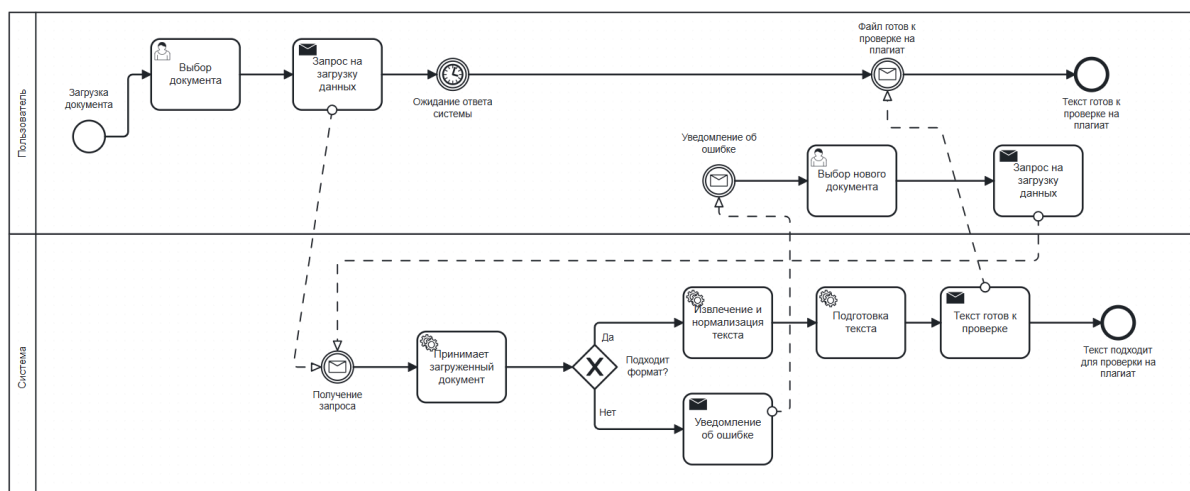 Пользователь
Загрузка
документа
Выбор
документа
Запрос на
загрузку
данных
Ожидание ответа
системы
Файл готов к
проверке на
плагиат
Текст готов к
проверке на
плагиат
Уведомление об
ошибке
Выбор нового
документа
Запрос на
загрузку
данных
Система
Получение
запроса
Принимает
загруженный
документ
Подходит
формат?
Да
Нет
Извлечение и
нормализация
текста
Подготовка
текста
Текст готов к
проверке
Текст подходит
для проверки на
плагиат
Уведомление
об ошибке